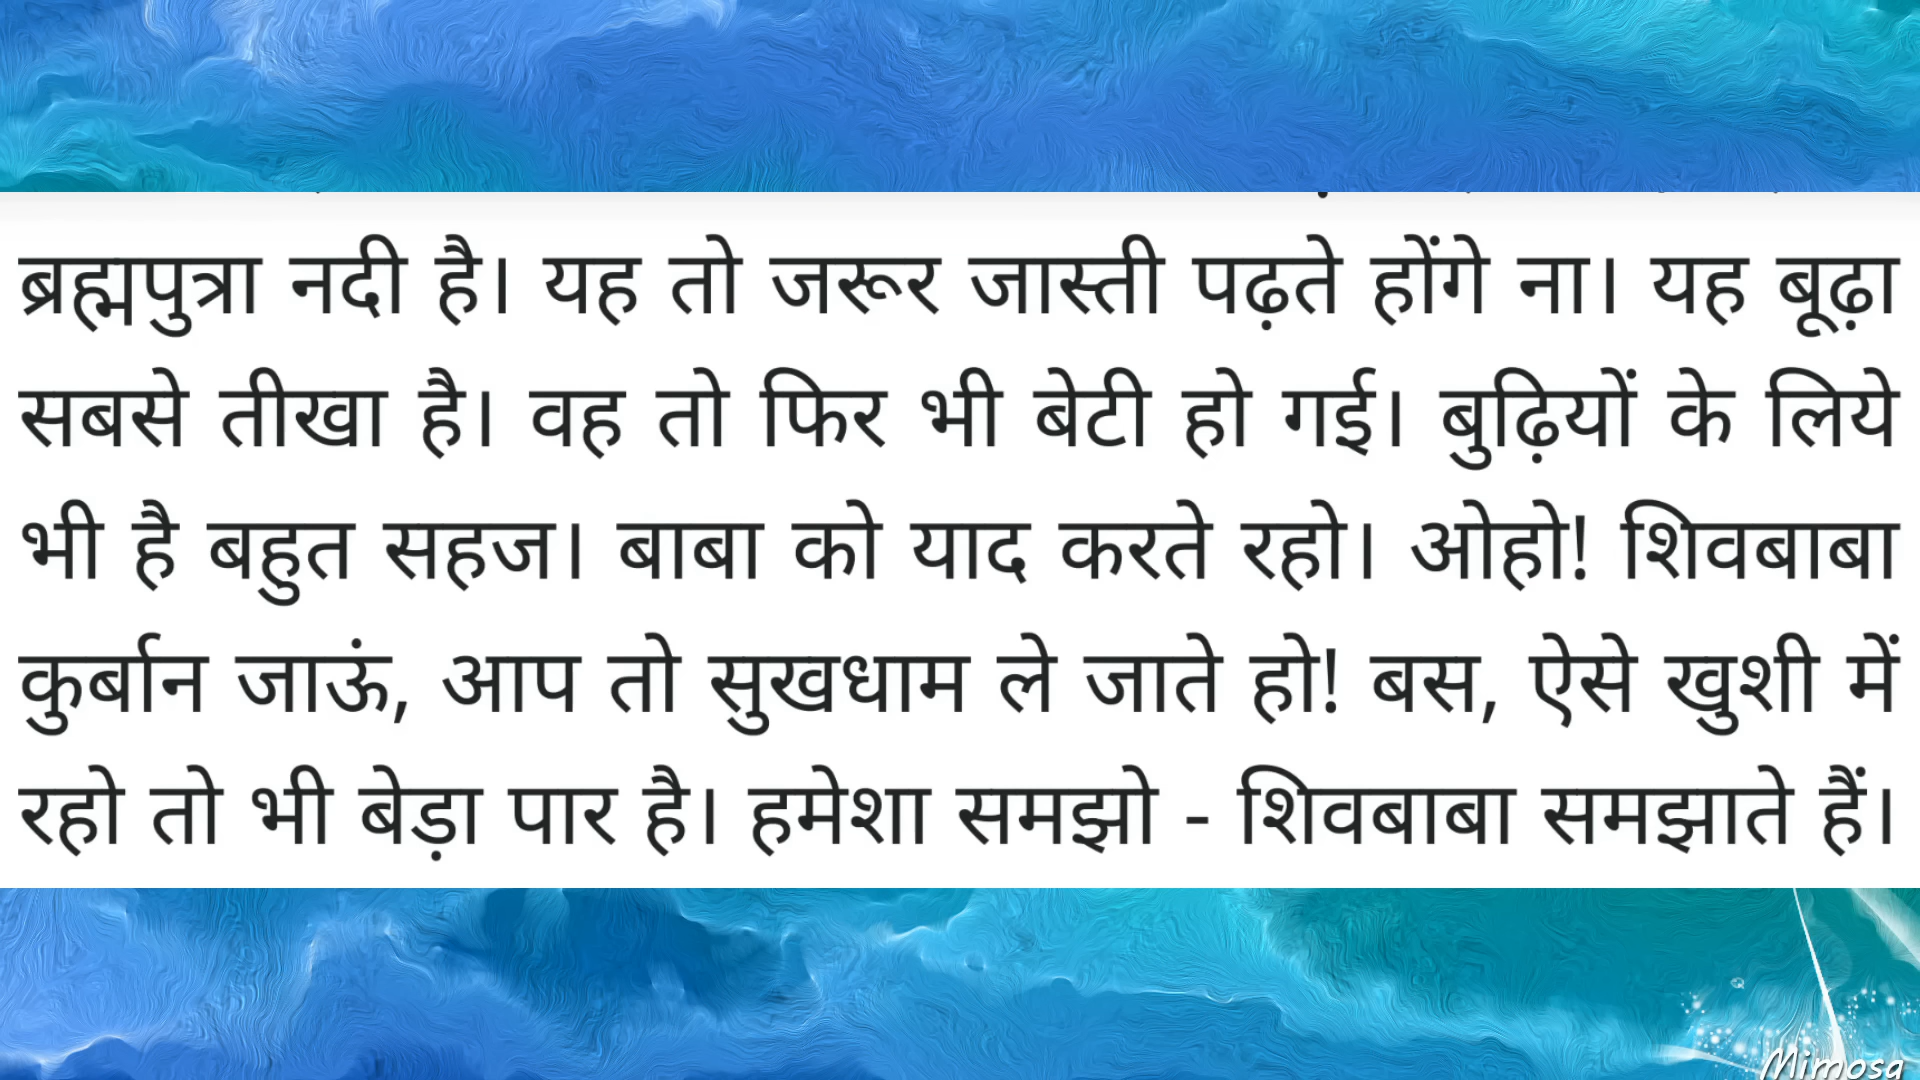 ब्रह्मपुत्रा नदी है। यह तो जरूर जास्ती पढ़ते होंगे ना। यह बूढ़ा
सबसे तीखा है। वह तो फिर भी बेटी हो गई। बुढ़ियों के लिये
भी है बहुत सहज। बाबा को याद करते रहो। ओहो! शिवबाबा
कुर्बान जाऊं, आप तो सुखधाम ले जाते हो! बस, ऐसे खुशी में
रहो तो भी बेड़ा पार है। हमेशा समझो - शिवबाबा समझाते हैं।
Mimosa